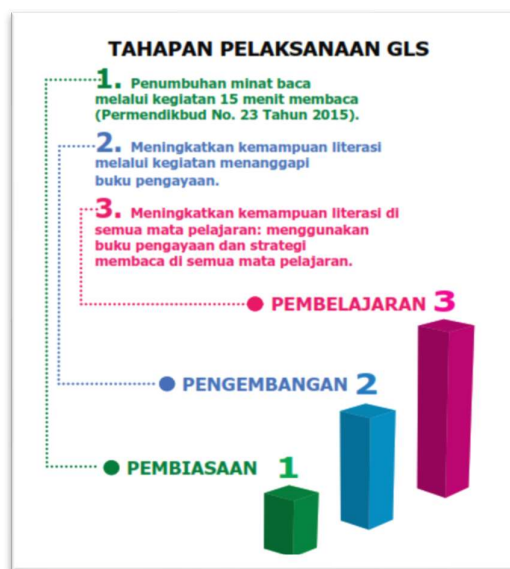 TAHAPAN PELAKSANAAN GLS
1. Penumbuhan minat baca
melalui kegiatan 15 menit membaca
(Permendikbud No. 23 Tahun 2015).
2. Meningkatkan kemampuan literasi
melalui kegiatan menanggapi
buku pengayaan.
3. Meningkatkan kemampuan literasi di
semua mata pelajaran: menggunakan
buku pengayaan dan strategi
membaca di semua mata pelajaran.
PEMBELAJARAN 3
PENGEMBANGAN 2
PEMBIASAAN 1